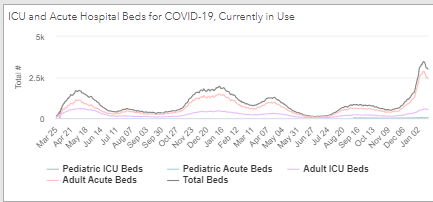 ICU and Acute Hospital Beds for COVID-19, Currently in Use
5k
2.5k
0
Total #
Mar 25 Apr 21 May 18 Jun 14 Jul 11 Aug 07 Sep 03 Sep 30 Oct 27 Nov 23 Dec 20 Jan 16 Feb 12 Mar 11 Apr 07 May 04 May 31 Jun 27 Jul 24 Aug 20 Sep 16 Oct 13 Nov 09 Dec 06 Jan 02
Pediatric ICU Beds Pediatric Acute Beds Adult ICU Beds
Adult Acute Beds Total Beds